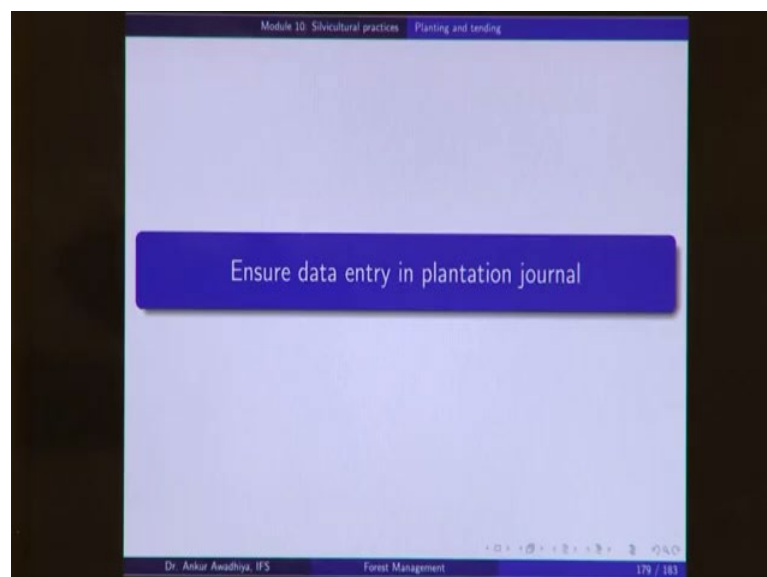 Module 10: Silvicultural practices Planting and tending
Ensure data entry in plantation journal
Dr. Ankur Awadhiya, IFS Forest Management 179 / 183